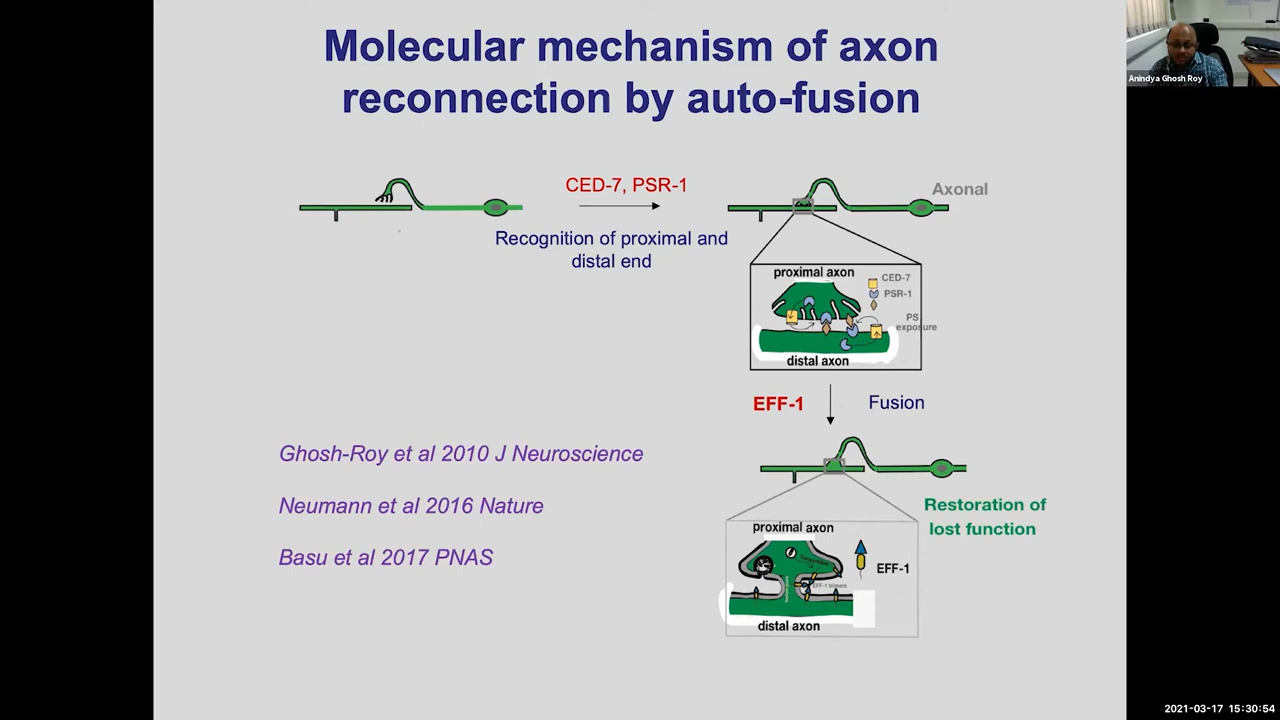 Molecular mechanism of axon
reconnection by auto-fusion
Anindya Ghosh Roy
CED-7, PSR-1
Recognition of proximal and
distal end
Axonal
proximal axon
CED-7
PSR-1
PS
exposure
distal axon
EFF-1
Fusion
Ghosh-Roy et al 2010 J Neuroscience
Neumann et al 2016 Nature
Basu et al 2017 PNAS
Restoration of
lost function
proximal axon
EFF-1 trimers
EFF-1
distal axon
2021-03-17 15:30:54